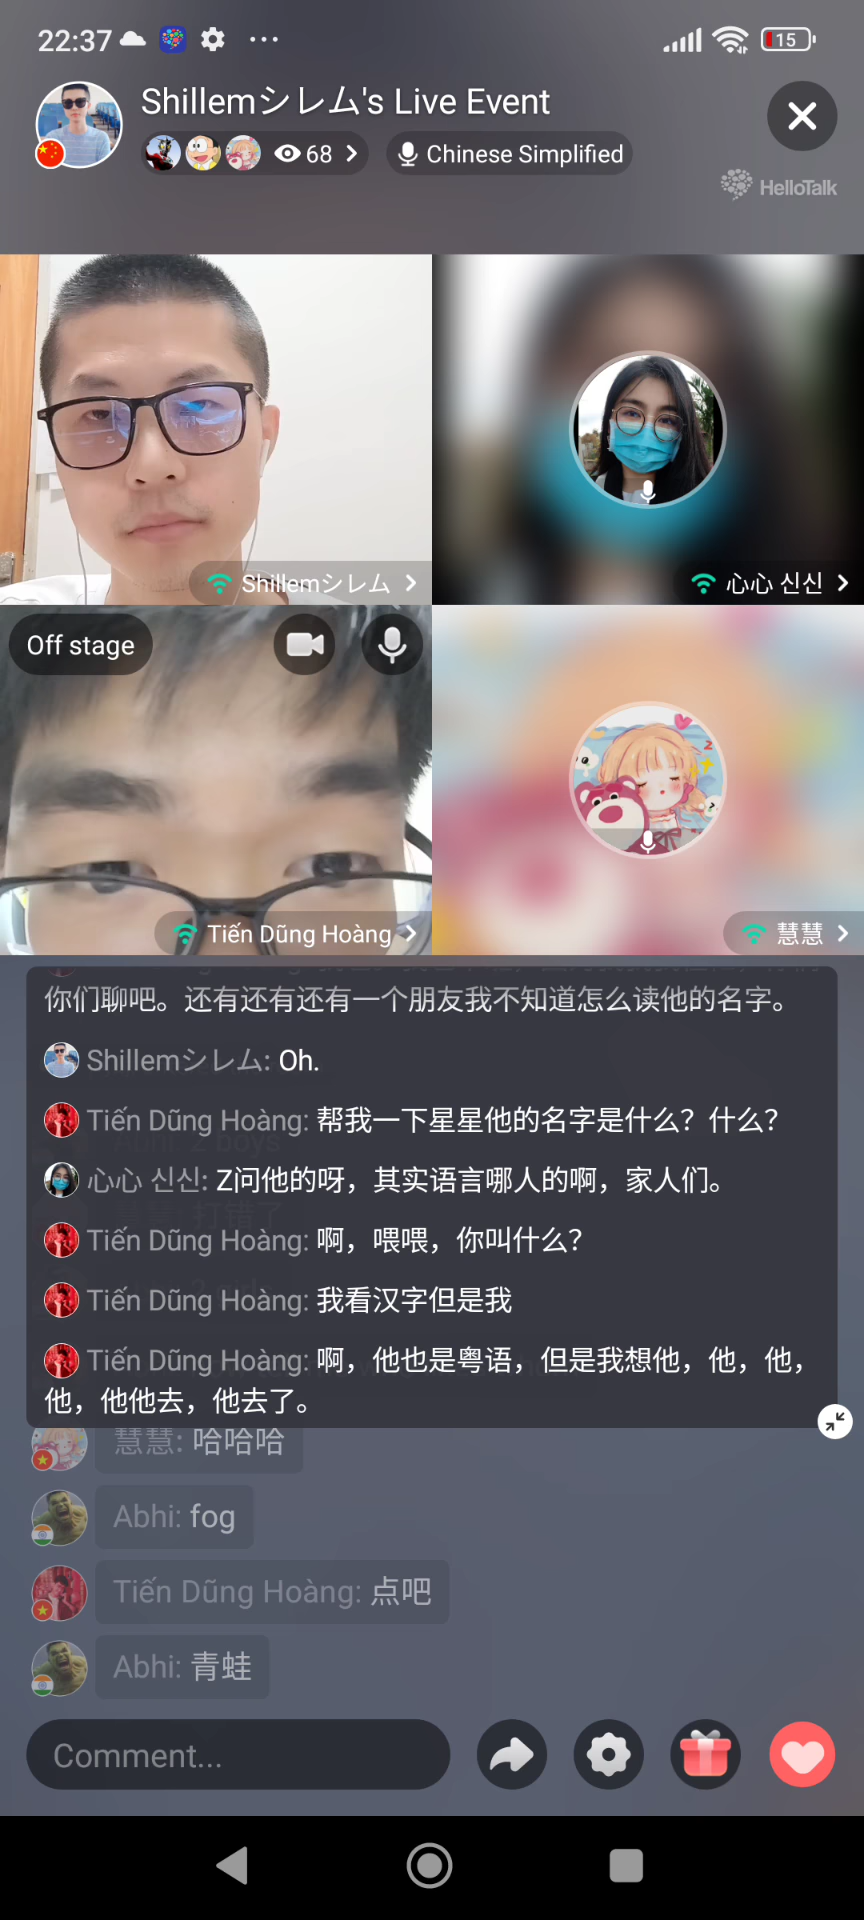 22:37
15
Shillemシレム's Live Event
68
Chinese Simplified
HelloTalk
Shillemシレム
心心 신신
Off stage
Tiến Dũng Hoàng
慧慧
你们聊吧。还有还有还有一个朋友我不知道怎么读他的名字。
Shillemシレム: Oh.
Tiến Dũng Hoàng: 帮我一下星星他的名字是什么？什么？
心心 신신: Z问他的呀，其实语言哪人的啊，家人们。
Tiến Dũng Hoàng: 啊，喂喂，你叫什么？
Tiến Dũng Hoàng: 我看汉字但是我
Tiến Dũng Hoàng: 啊，他也是粤语，但是我想他，他，他，
他，他他去，他去了。
慧慧: 哈哈哈
Abhi: fog
Tiến Dũng Hoàng: 点吧
Abhi: 青蛙
Comment...